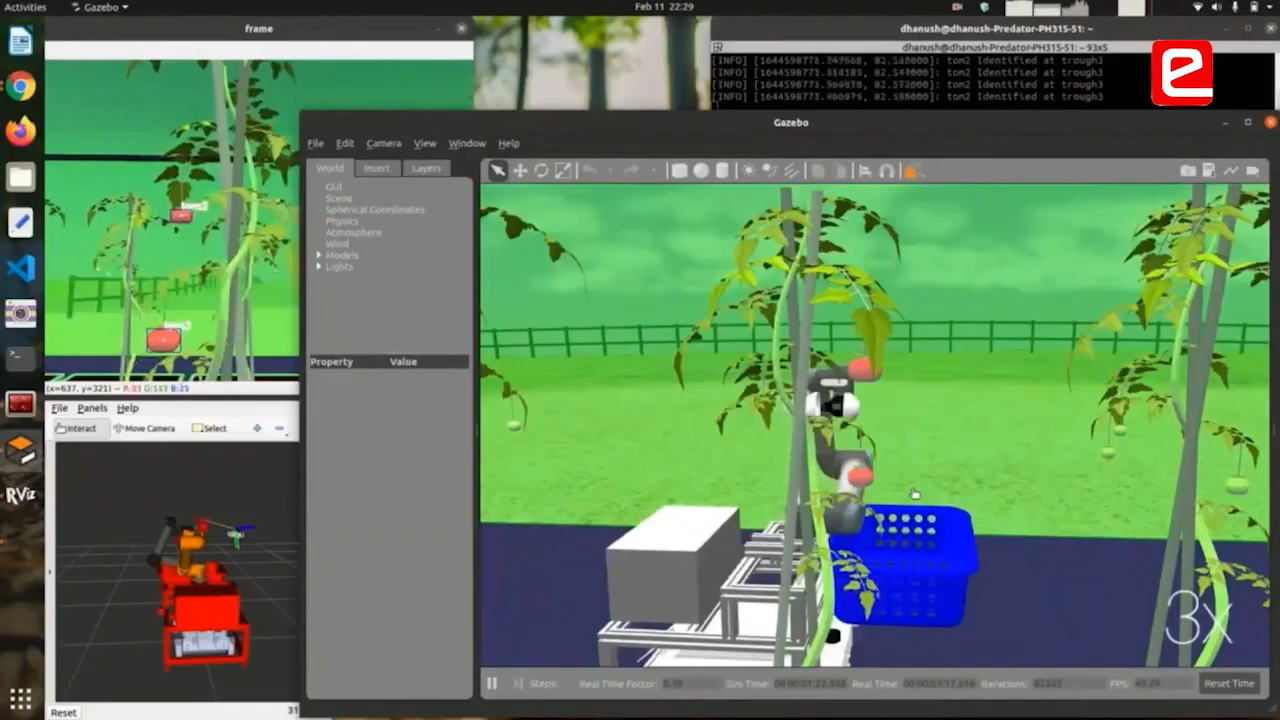 Activities
Gazebo
Feb 11 22:29
frame
dhanush@dhanush-Predator-PH315-51: ~
dhanush@dhanush-Predator-PH315-51: ~ 93x5
tom2 Identified at trough3
tom2 Identified at trough3
tom2 Identified at trough3
tom2 Identified at trough3
e
Gazebo
File Edit Camera View Window Help
World Insert Layers
GUI
Scene
Spherical Coordinates
Physics
Atmosphere
Wind
Models
Lights
Property Value
(x=637, y=321) ~
File Panels Help
Interact Move Camera Select
RViz
3x
Steps: Real Time Factor: Sim Time: Real Time: Iterations: FPS: Reset Time
Reset
31